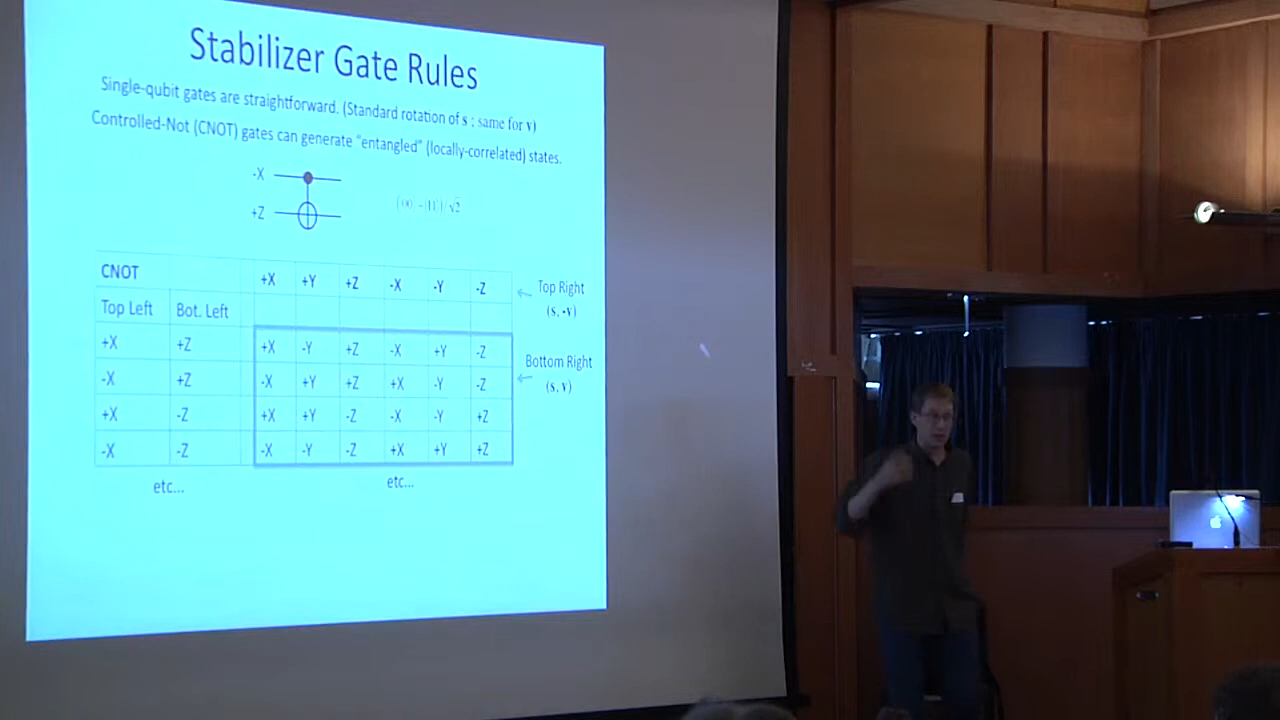 Stabilizer Gate Rules
Single-qubit gates are straightforward. (Standard rotation of s ; same for v)
Controlled-Not (CNOT) gates can generate "entangled" (locally-correlated) states.
-X
+Z
CNOT +X +Y +Z -X -Y -Z
Top Right
(s, -v)
Top Left Bot. Left
+X +Z +X -Y +Z -X +Y -Z
Bottom Right
(s, v)
-X +Z -X +Y +Z +X -Y -Z
+X -Z +X +Y -Z -X -Y +Z
-X -Z -X -Y -Z +X +Y +Z
etc... etc...